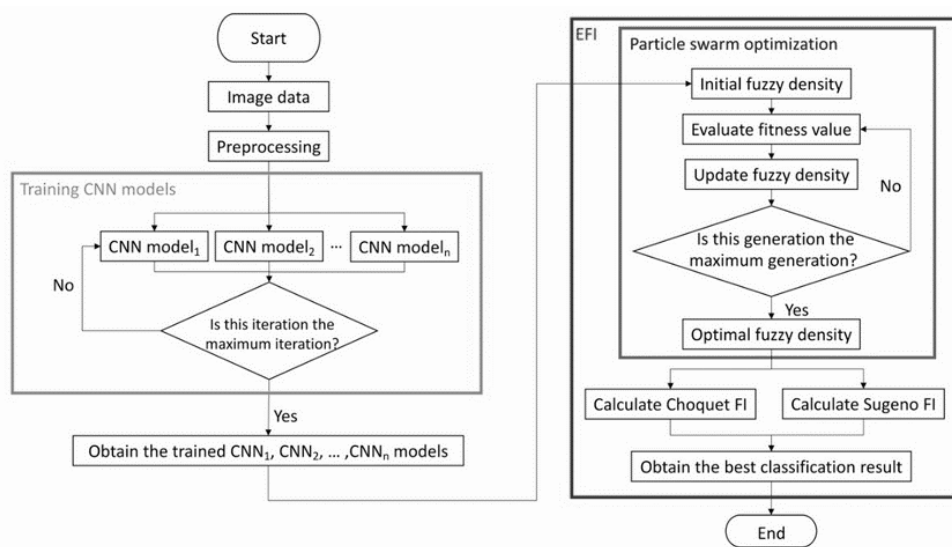 Start
Image data
Preprocessing
Training CNN models
CNN model₁
CNN model₂
...
CNN modelₙ
No
Is this iteration the
maximum iteration?
Yes
Obtain the trained CNN₁, CNN₂, ... ,CNNₙ models
EFI
Particle swarm optimization
Initial fuzzy density
Evaluate fitness value
Update fuzzy density
No
Is this generation the
maximum generation?
Yes
Optimal fuzzy density
Calculate Choquet FI
Calculate Sugeno FI
Obtain the best classification result
End